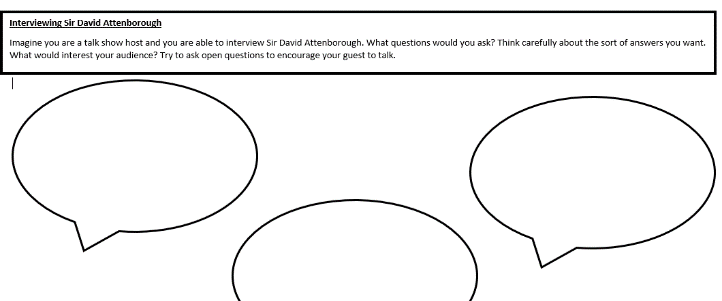 Interviewing Sir David Attenborough
Imagine you are a talk show host and you are able to interview Sir David Attenborough. What questions would you ask? Think carefully about the sort of answers you want.
What would interest your audience? Try to ask open questions to encourage your guest to talk.